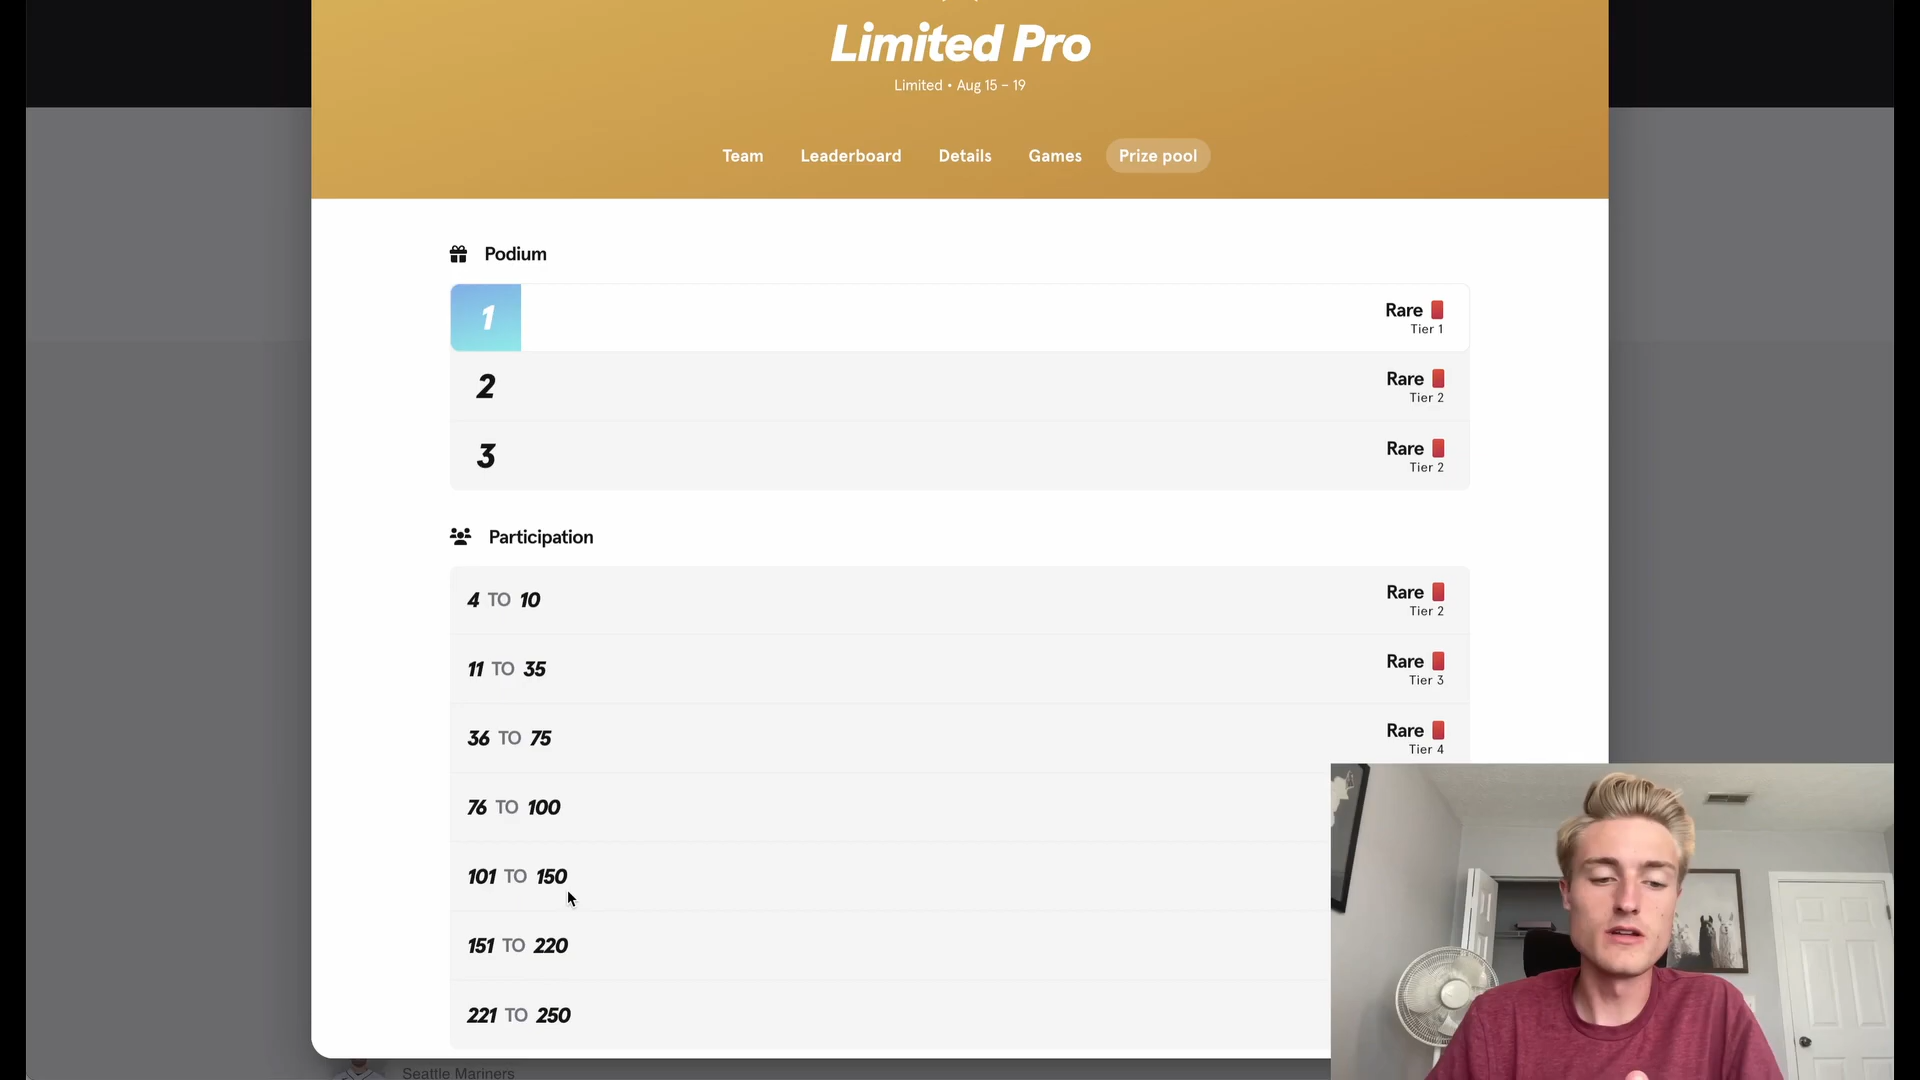 Limited Pro
Limited • Aug 15 – 19
Team Leaderboard Details Games Prize pool
Podium
1 Rare
Tier 1
2 Rare
Tier 2
3 Rare
Tier 2
Participation
4 TO 10 Rare
Tier 2
11 TO 35 Rare
Tier 3
36 TO 75 Rare
Tier 4
76 TO 100
101 TO 150
151 TO 220
221 TO 250
Seattle Mariners